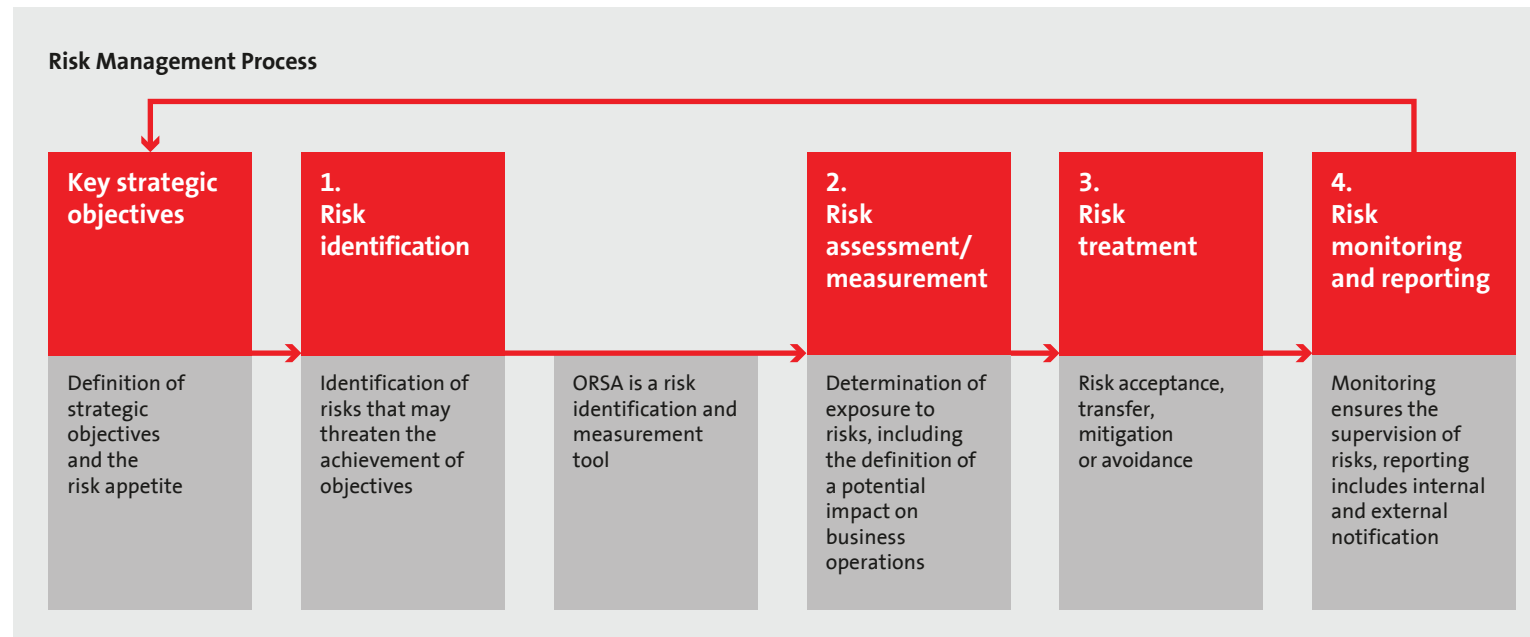 Risk Management Process
Key strategic
objectives
Definition of
strategic
objectives
and the
risk appetite
1.
Risk
identification
Identification of
risks that may
threaten the
achievement of
objectives
ORSA is a risk
identification and
measurement
tool
2.
Risk
assessment/
measurement
Determination of
exposure to
risks, including
the definition of
a potential
impact on
business
operations
3.
Risk
treatment
Risk acceptance,
transfer,
mitigation
or avoidance
4.
Risk
monitoring
and reporting
Monitoring
ensures the
supervision of
risks, reporting
includes internal
and external
notification